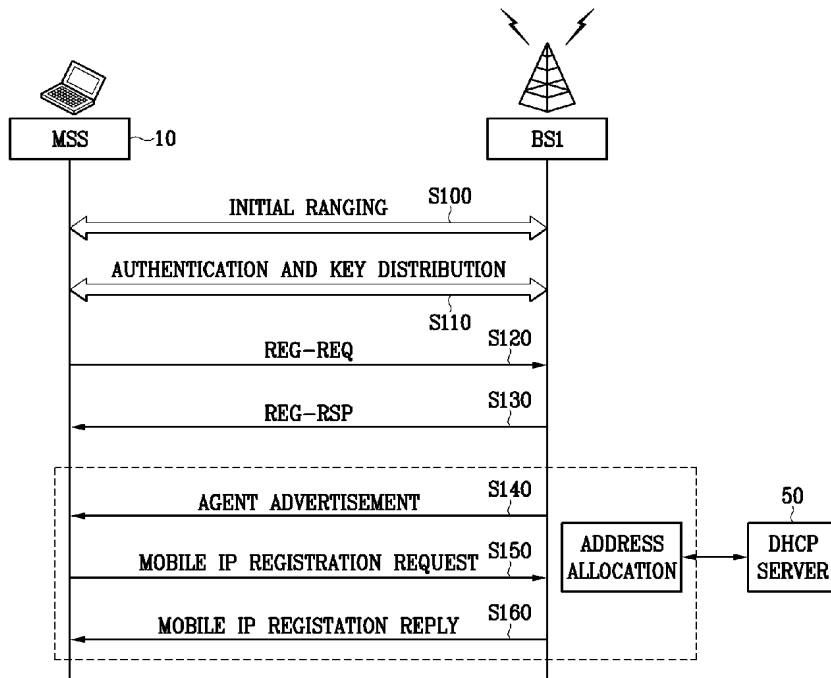 MSS
10
BS1
S100
INITIAL RANGING
AUTHENTICATION AND KEY DISTRIBUTION
S110
S120
REG-REQ
S130
REG-RSP
S140
AGENT ADVERTISEMENT
50
S150
MOBILE IP REGISTRATION REQUEST
ADDRESS
ALLOCATION
DHCP
SERVER
S160
MOBILE IP REGISTATION REPLY